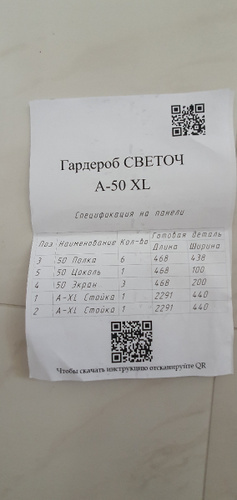 Гардероб СВЕТОЧ
А-50 XL
Спецификация на панели
Поз Наименование Кол-во Готовая Деталь
Длина Ширина
3 50 Полка 6 468 438
5 50 Цоколь 1 468 100
4 50 Экран 3 468 200
1 А-XL Стойка 1 2291 440
2 А-XL Стойка 1 2291 440
Чтобы скачать инструкцию отсканируйте QR